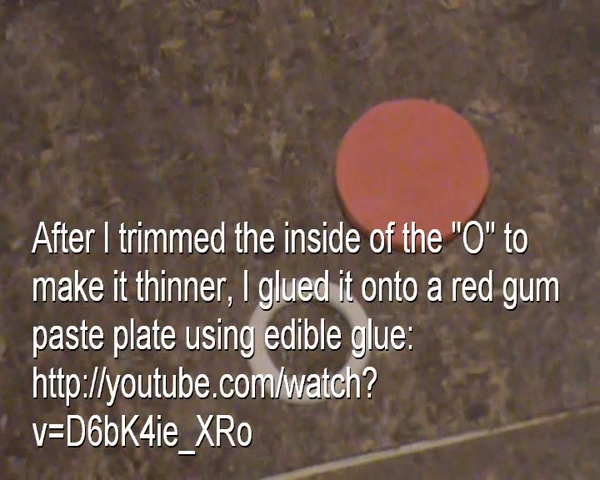 After I trimmed the inside of the "O" to
make it thinner, I glued it onto a red gum
paste plate using edible glue:
http://youtube.com/watch?
v=D6bK4ie_XRo